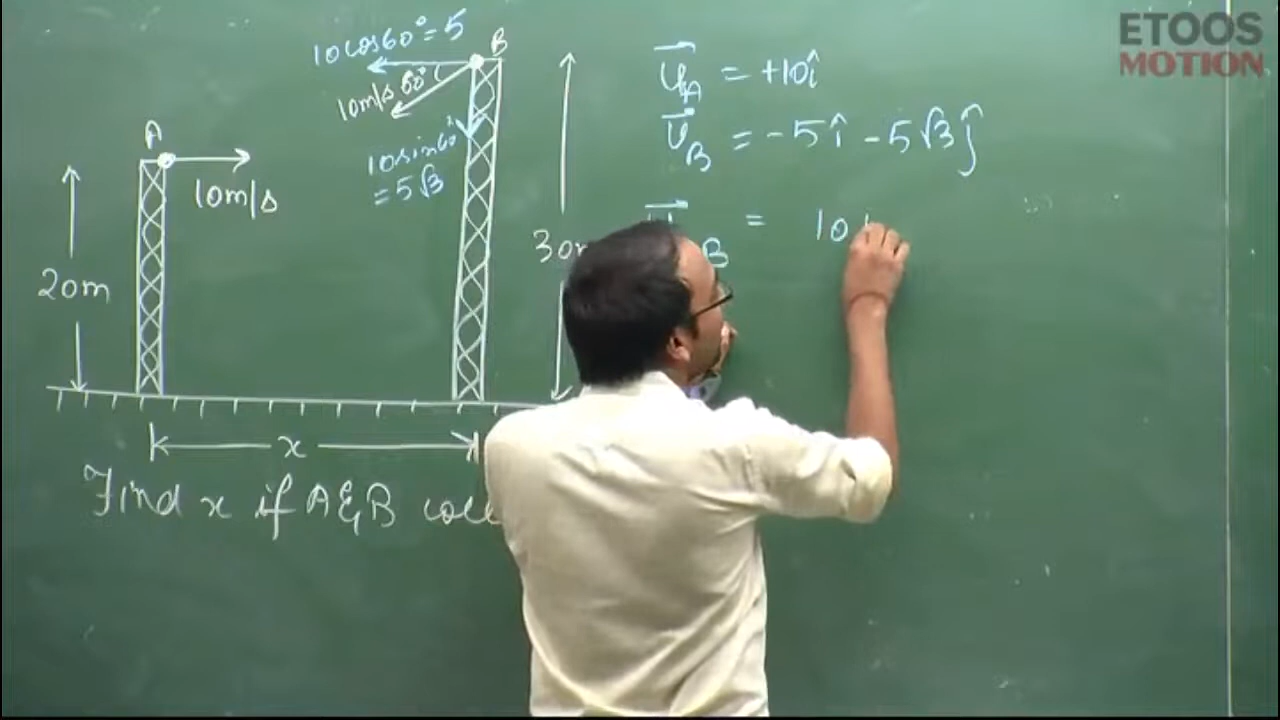 ETOOS
MOTION
10cos60°=5
B
10m/s 60°
A
10sin60°
=5√3
10m/s
20m
30m
x
Find x if A & B
u⃗A = +10î
u⃗B = -5î -5√3ĵ
B = 10